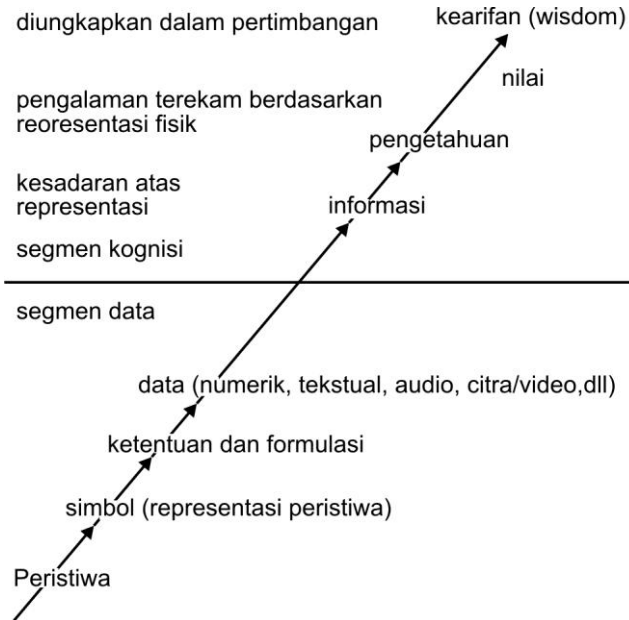 diungkapkan dalam pertimbangan
kearifan (wisdom)
nilai
pengalaman terekam berdasarkan
reoresentasi fisik
pengetahuan
kesadaran atas
representasi
informasi
segmen kognisi
segmen data
data (numerik, tekstual, audio, citra/video,dll)
ketentuan dan formulasi
simbol (representasi peristiwa)
Peristiwa